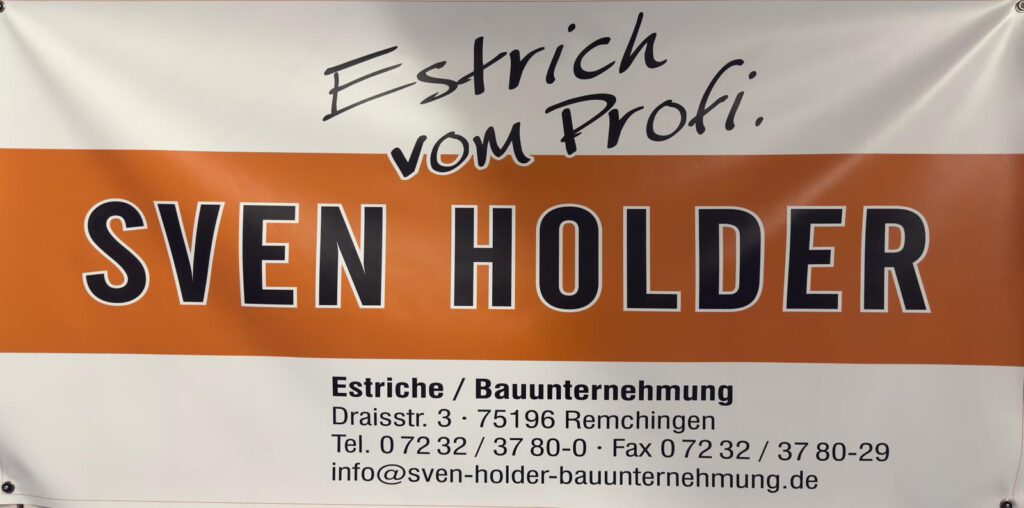 Estrich
vom Profi.
SVEN HOLDER
Estriche / Bauunternehmung
Draisstr. 3 · 75196 Remchingen
Tel. 0 72 32 / 37 80-0 · Fax 0 72 32 / 37 80-29
info@sven-holder-bauunternehmung.de